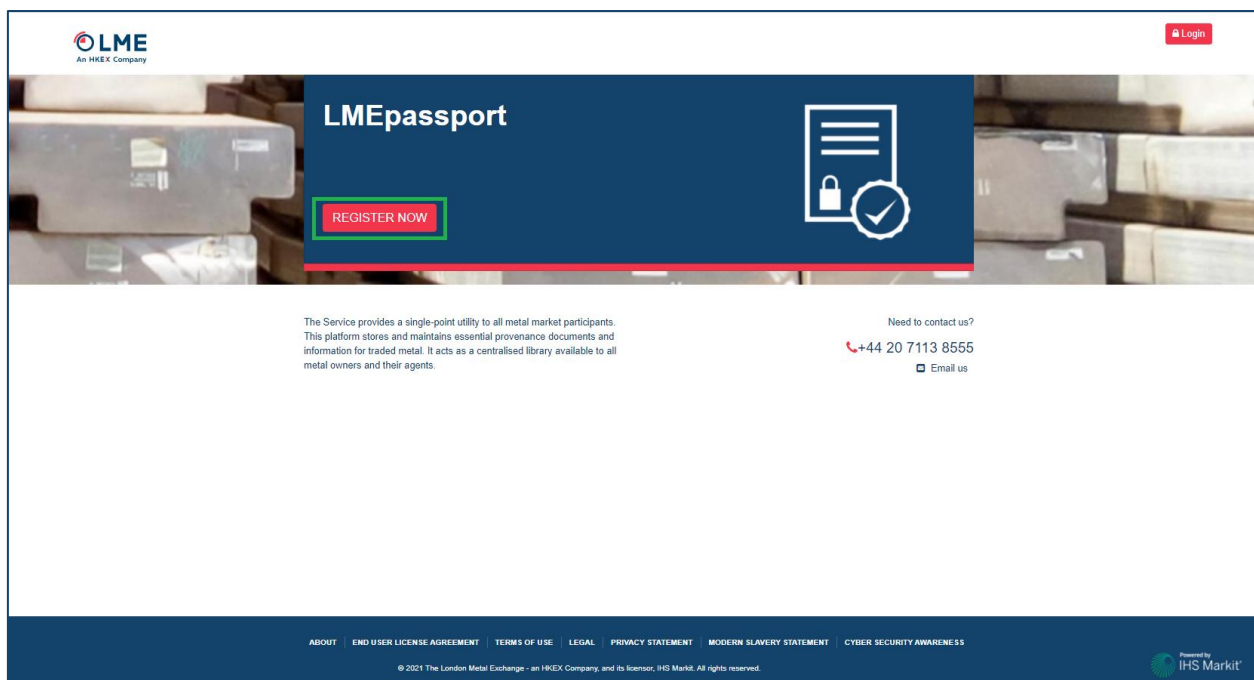 LME
An HKEX Company
Login
LMEpassport
REGISTER NOW
The Service provides a single-point utility to all metal market participants.
This platform stores and maintains essential provenance documents and
information for traded metal. It acts as a centralised library available to all
metal owners and their agents.
Need to contact us?
+44 20 7113 8555
Email us
ABOUT | END USER LICENSE AGREEMENT | TERMS OF USE | LEGAL | PRIVACY STATEMENT | MODERN SLAVERY STATEMENT | CYBER SECURITY AWARENESS
© 2021 The London Metal Exchange - an HKEX Company, and its licensor, IHS Markit. All rights reserved.
Powered by
IHS Markit®